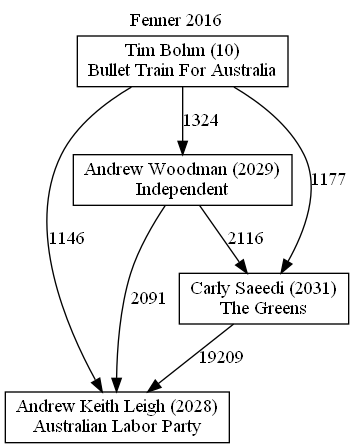 Fenner 2016
Tim Bohm (10)
Bullet Train For Australia
1324
Andrew Woodman (2029)
Independent
1177
1146
2116
Carly Saeedi (2031)
The Greens
2091
19209
Andrew Keith Leigh (2028)
Australian Labor Party